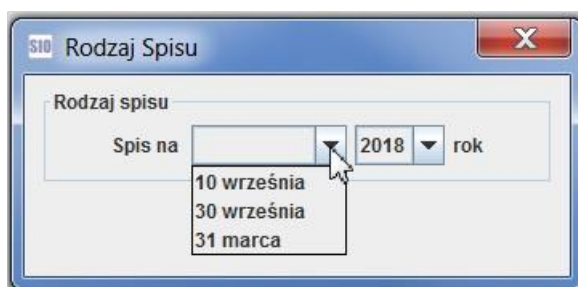 SIO Rodzaj Spisu
Rodzaj spisu
Spis na 2018 rok
10 września
30 września
31 marca